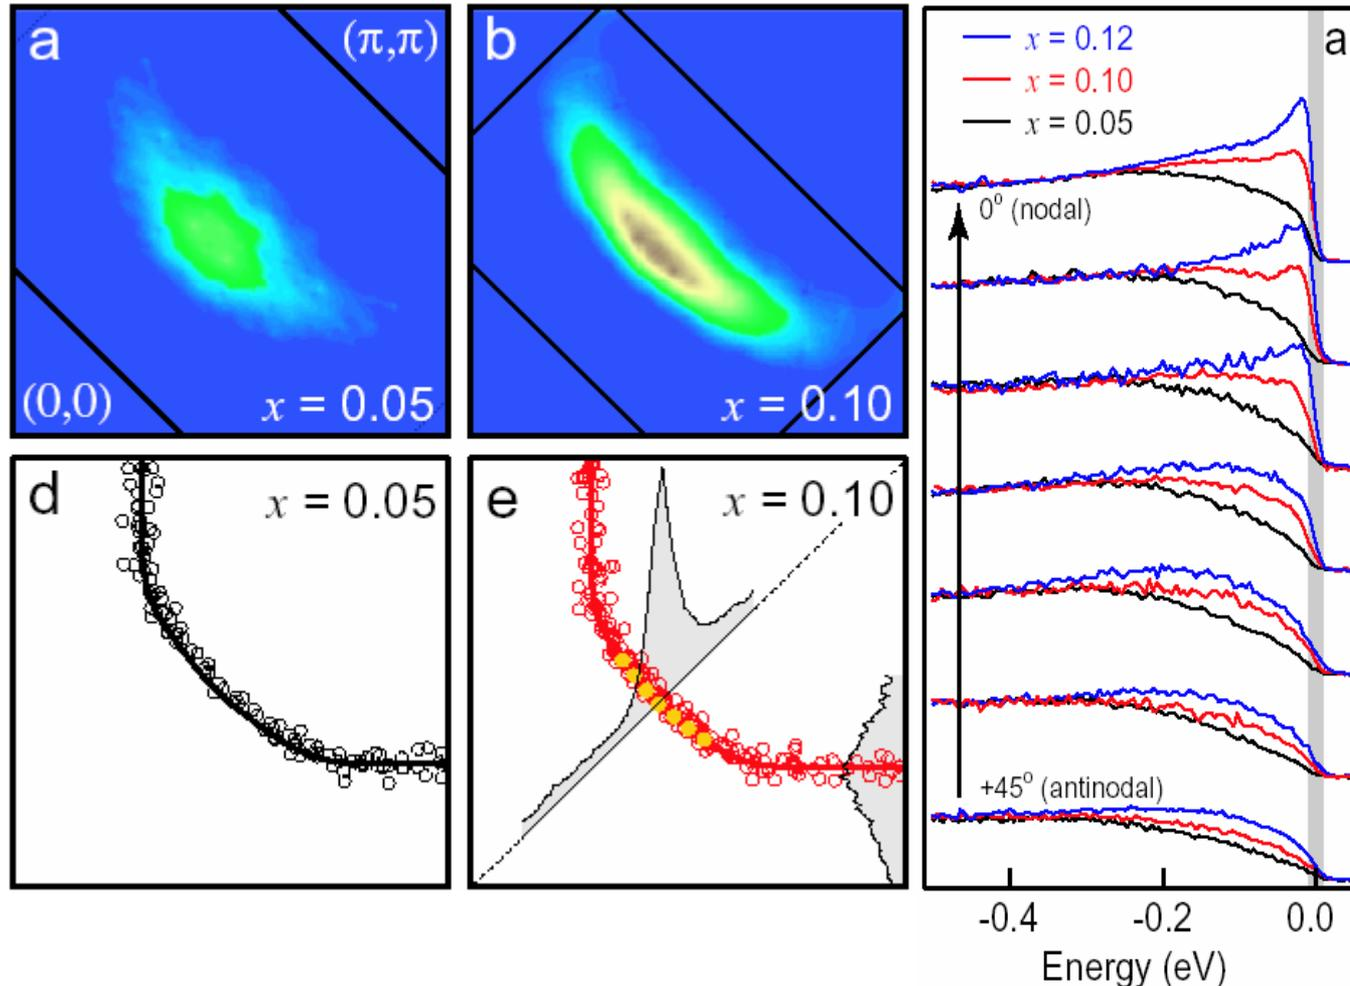 a
(π,π)
(0,0)
x = 0.05
b
x = 0.10
d
x = 0.05
e
x = 0.10
a
x = 0.12
x = 0.10
x = 0.05
0° (nodal)
+45° (antinodal)
-0.4
-0.2
0.0
Energy (eV)